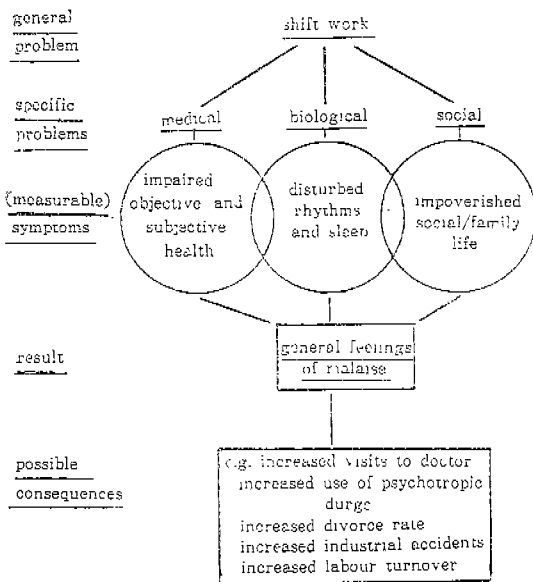 general
problem
shift work
specific
problems
medical
biological
social
(measurable)
symptoms
impaired
objective and
subjective
health
disturbed
rhythms
and sleep
impoverished
social/family
life
result
general feelings
of malaise
possible
consequences
e.g. increased visits to doctor
increased use of psychotropic
durgs
increased divorce rate
increased industrial accidents
increased labour turnover